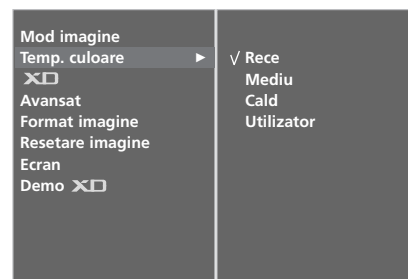 Mod imagine
Temp. culoare ►
XD
Avansat
Format imagine
Resetare imagine
Ecran
Demo XD
√ Rece
Mediu
Cald
Utilizator